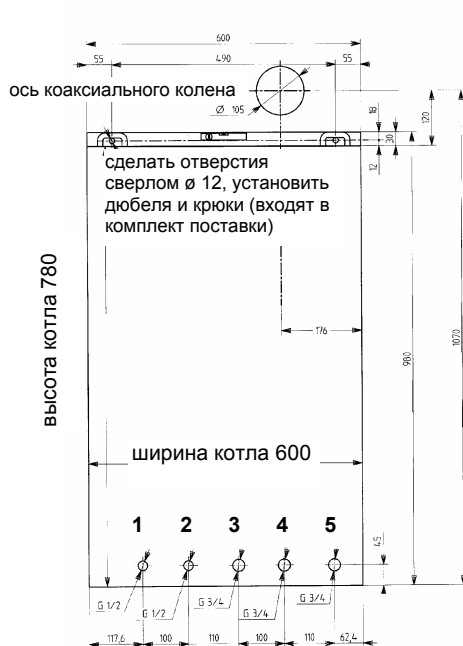 600
55
490
55
ось коаксиального колена
Ø 105
18
30
12
120
сделать отверстия
сверлом ø 12, установить
дюбеля и крюки (входят в
комплект поставки)
высота котла 780
176
980
1070
ширина котла 600
1 2 3 4 5
45
G 1/2
G 1/2
G 3/4
G 3/4
G 3/4
117,6
100
110
100
110
62,4